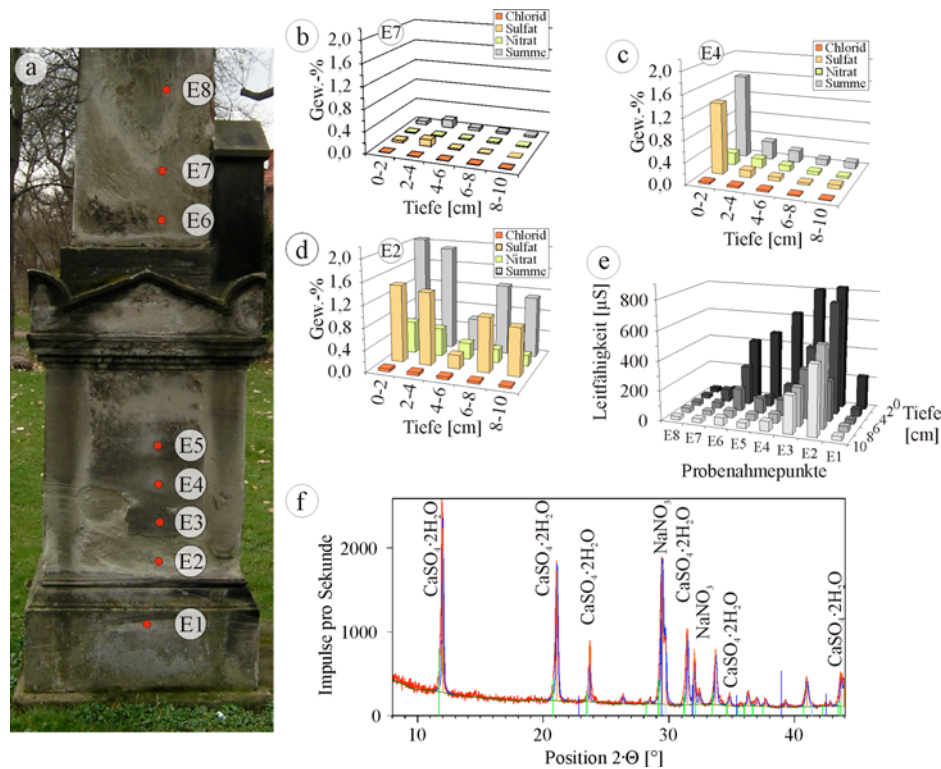 a
E8
E7
E6
E5
E4
E3
E2
E1
b
E7
Chlorid
Sulfat
Nitrat
Summe
Gew.-%
2,0
1,6
1,2
0,8
0,4
0,0
0-2
2-4
4-6
6-8
8-10
Tiefe [cm]
c
E4
Chlorid
Sulfat
Nitrat
Summe
Gew.-%
2,0
1,6
1,2
0,8
0,4
0,0
0-2
2-4
4-6
6-8
8-10
Tiefe [cm]
d
E2
Chlorid
Sulfat
Nitrat
Summe
Gew.-%
2,0
1,6
1,2
0,8
0,4
0,0
0-2
2-4
4-6
6-8
8-10
Tiefe [cm]
e
Leitfähigkeit [µS]
800
600
400
200
0
E8 E7 E6 E5 E4 E3 E2 E1
Probenahmepunkte
0
2
4
6
8
10
Tiefe
[cm]
f
Impulse pro Sekunde
2000
1000
0
CaSO₄·2H₂O
CaSO₄·2H₂O
CaSO₄·2H₂O
NaNO₃
CaSO₄·2H₂O
NaNO₃
CaSO₄·2H₂O
CaSO₄·2H₂O
10 20 30 40
Position 2·Θ [°]